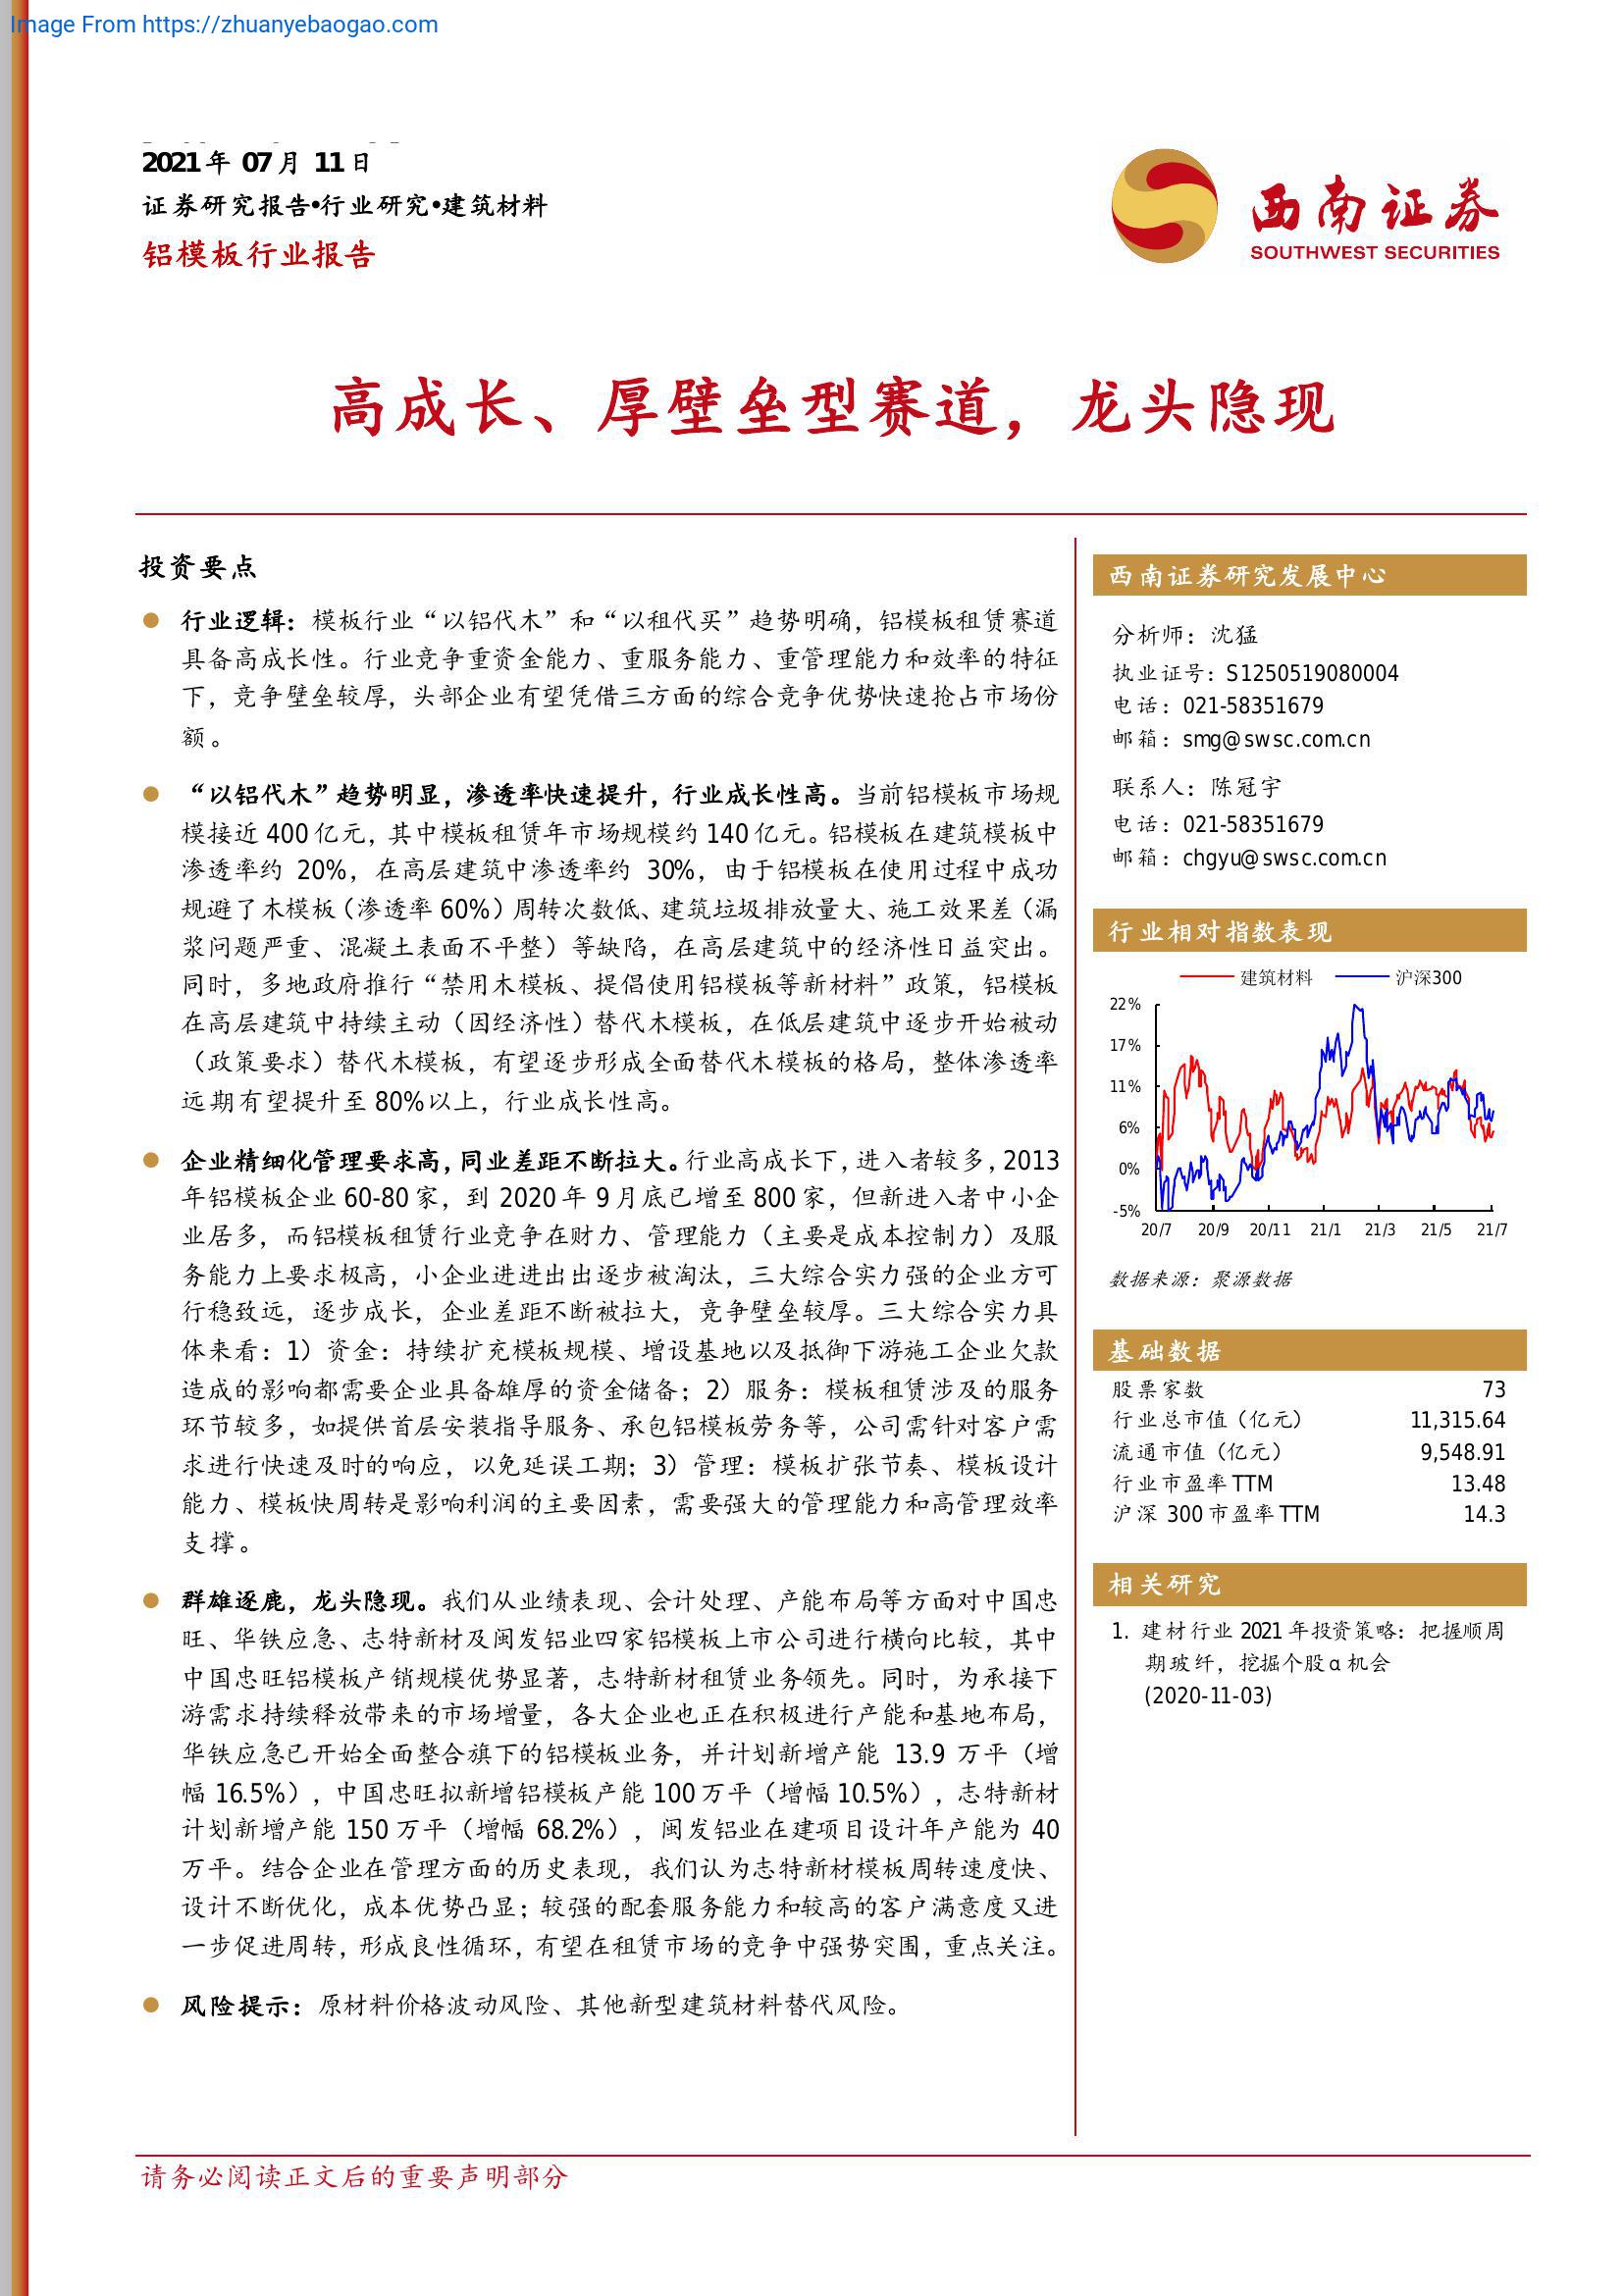 Image From https://zhuanyebaogao.com
2021年 07月 11日
证券研究报告•行业研究•建筑材料
铝模板行业报告
西南证券
SOUTHWEST SECURITIES
高成长、厚壁垒型赛道，龙头隐现
投资要点
行业逻辑：模板行业“以铝代木”和“以租代买”趋势明确，铝模板租赁赛道
具备高成长性。行业竞争重资金能力、重服务能力、重管理能力和效率的特征
下，竞争壁垒较厚，头部企业有望凭借三方面的综合竞争优势快速抢占市场份
额。
“以铝代木”趋势明显，渗透率快速提升，行业成长性高。当前铝模板市场规
模接近 400亿元，其中模板租赁年市场规模约 140亿元。铝模板在建筑模板中
渗透率约 20%，在高层建筑中渗透率约 30%，由于铝模板在使用过程中成功
规避了木模板（渗透率 60%）周转次数低、建筑垃圾排放量大、施工效果差（漏
浆问题严重、混凝土表面不平整）等缺陷，在高层建筑中的经济性日益突出。
同时，多地政府推行“禁用木模板、提倡使用铝模板等新材料”政策，铝模板
在高层建筑中持续主动（因经济性）替代木模板，在低层建筑中逐步开始被动
（政策要求）替代木模板，有望逐步形成全面替代木模板的格局，整体渗透率
远期有望提升至 80%以上，行业成长性高。
企业精细化管理要求高，同业差距不断拉大。行业高成长下，进入者较多，2013
年铝模板企业 60-80 家，到 2020 年 9 月底已增至 800 家，但新进入者中小企
业居多，而铝模板租赁行业竞争在财力、管理能力（主要是成本控制力）及服
务能力上要求极高，小企业进进出出逐步被淘汰，三大综合实力强的企业方可
行稳致远，逐步成长，企业差距不断被拉大，竞争壁垒较厚。三大综合实力具
体来看：1）资金：持续扩充模板规模、增设基地以及抵御下游施工企业欠款
造成的影响都需要企业具备雄厚的资金储备；2）服务：模板租赁涉及的服务
环节较多，如提供首层安装指导服务、承包铝模板劳务等，公司需针对客户需
求进行快速及时的响应，以免延误工期；3）管理：模板扩张节奏、模板设计
能力、模板快周转是影响利润的主要因素，需要强大的管理能力和高管理效率
支撑。
群雄逐鹿，龙头隐现。我们从业绩表现、会计处理、产能布局等方面对中国忠
旺、华铁应急、志特新材及闽发铝业四家铝模板上市公司进行横向比较，其中
中国忠旺铝模板产销规模优势显著，志特新材租赁业务领先。同时，为承接下
游需求持续释放带来的市场增量，各大企业也正在积极进行产能和基地布局，
华铁应急已开始全面整合旗下的铝模板业务，并计划新增产能 13.9 万平（增
幅 16.5%），中国忠旺拟新增铝模板产能 100万平（增幅 10.5%），志特新材
计划新增产能 150 万平（增幅 68.2%），闽发铝业在建项目设计年产能为 40
万平。结合企业在管理方面的历史表现，我们认为志特新材模板周转速度快、
设计不断优化，成本优势凸显；较强的配套服务能力和较高的客户满意度又进
一步促进周转，形成良性循环，有望在租赁市场的竞争中强势突围，重点关注。
风险提示：原材料价格波动风险、其他新型建筑材料替代风险。
西南证券研究发展中心
分析师：沈猛
执业证号：S1250519080004
电话：021-58351679
邮箱：smg@swsc.com.cn
联系人：陈冠宇
电话：021-58351679
邮箱：chgyu@swsc.com.cn
行业相对指数表现
建筑材料 沪深300
22%
17%
11%
6%
0%
-5%
20/7 20/9 20/11 21/1 21/3 21/5 21/7
数据来源：聚源数据
基础数据
股票家数 73
行业总市值（亿元） 11,315.64
流通市值（亿元） 9,548.91
行业市盈率TTM 13.48
沪深 300市盈率TTM 14.3
相关研究
1. 建材行业 2021 年投资策略：把握顺周
期玻纤，挖掘个股α机会
(2020-11-03)
请务必阅读正文后的重要声明部分